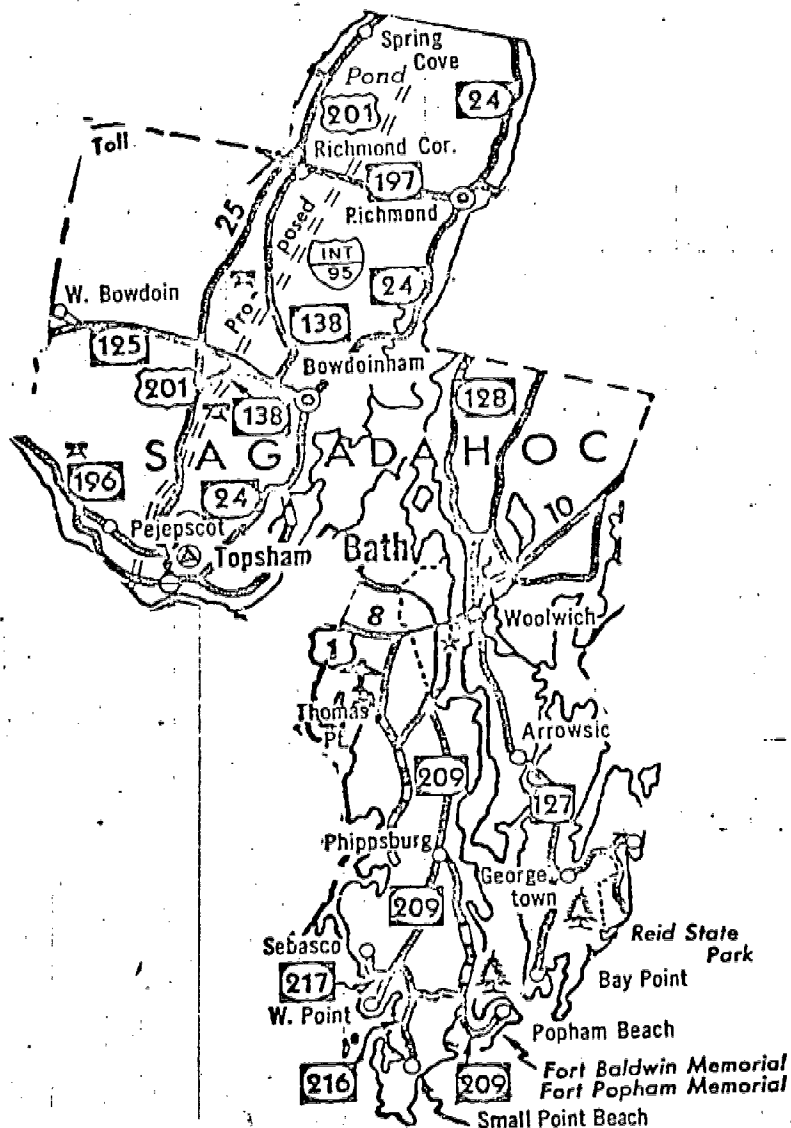 Spring
Cove
Pond
201
24
Toll
Richmond Cor.
197
Richmond
25
posed
INT
95
24
W. Bowdoin
Pro-
138
125
Bowdoinham
201
138
128
SAGADAHOC
196
24
10
Pejepscot
Topsham
Bath
8
Woolwich
1
Thomas
Pt.
Arrowsic
209
127
Phippsburg
George-
town
209
Reid State
Park
Sebasco
217
Bay Point
W. Point
Popham Beach
Fort Baldwin Memorial
216
209
Fort Popham Memorial
Small Point Beach